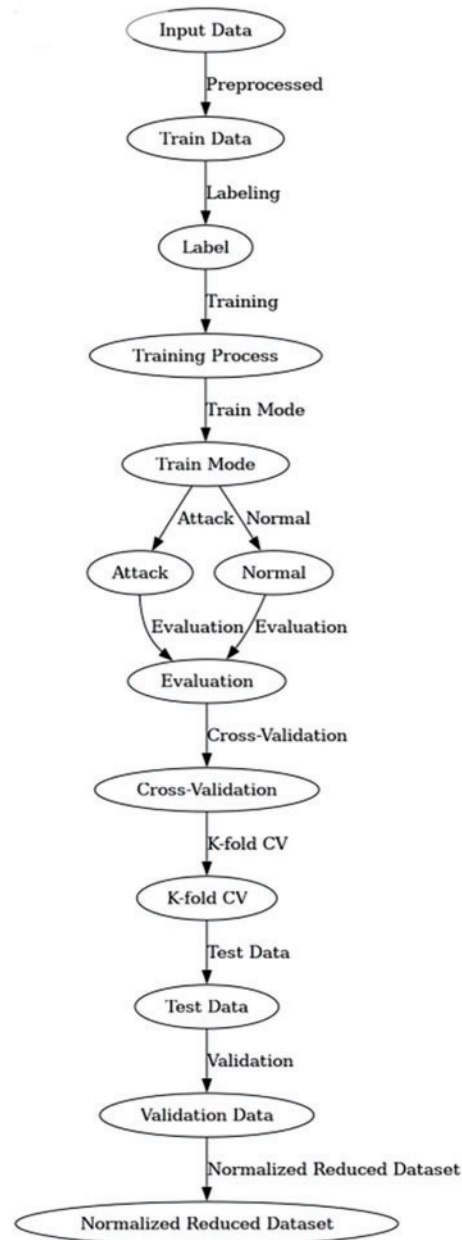 Input Data
Preprocessed
Train Data
Labeling
Label
Training
Training Process
Train Mode
Train Mode
Attack Normal
Attack Normal
Evaluation Evaluation
Evaluation
Cross-Validation
Cross-Validation
K-fold CV
K-fold CV
Test Data
Test Data
Validation
Validation Data
Normalized Reduced Dataset
Normalized Reduced Dataset